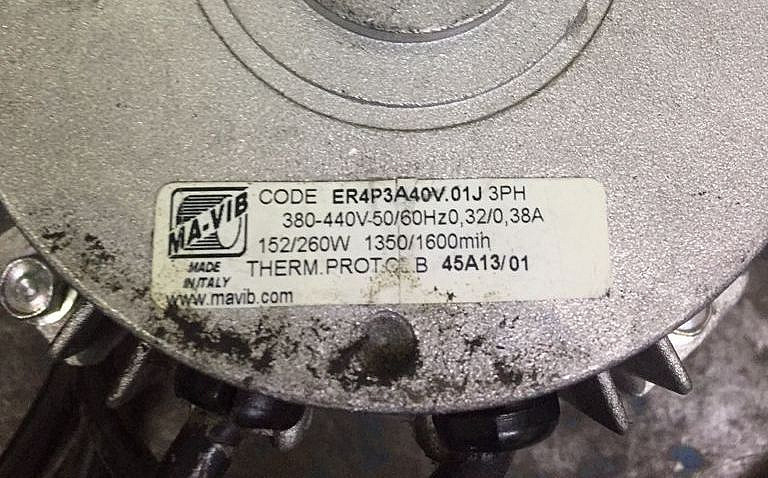 MA-VIB
MADE
IN ITALY
CODE ER4P3A40V.01J 3PH
380-440V-50/60Hz0,32/0,38A
152/260W 1350/1600mih
THERM.PROT.CL.B 45A13/01
www.mavib.com